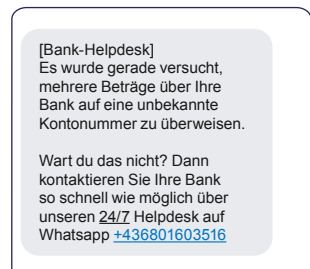 [Bank-Helpdesk]
Es wurde gerade versucht,
mehrere Beträge über Ihre
Bank auf eine unbekannte
Kontonummer zu überweisen.
Wart du das nicht? Dann
kontaktieren Sie Ihre Bank
so schnell wie möglich über
unseren 24/7 Helpdesk auf
Whatsapp +436801603516